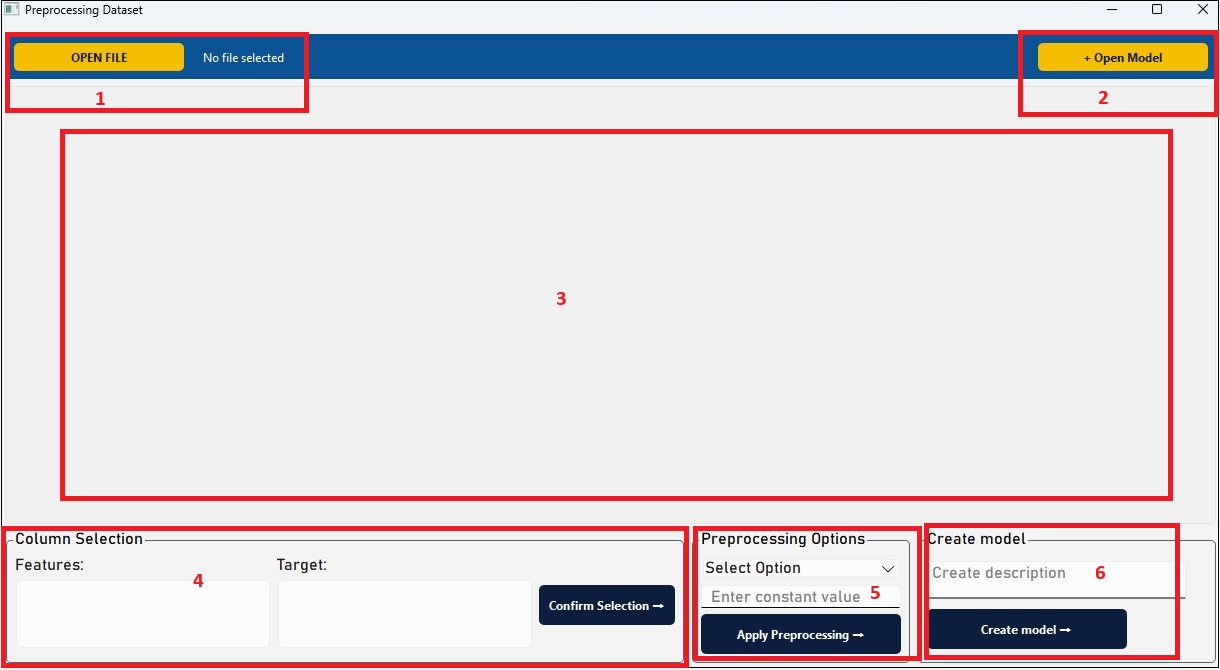 Preprocessing Dataset
OPEN FILE
No file selected
+ Open Model
1
2
3
Column Selection
Features:
Target:
4
Confirm Selection →
Preprocessing Options
Select Option
Enter constant value
5
Apply Preprocessing →
Create model
Create description
6
Create model →